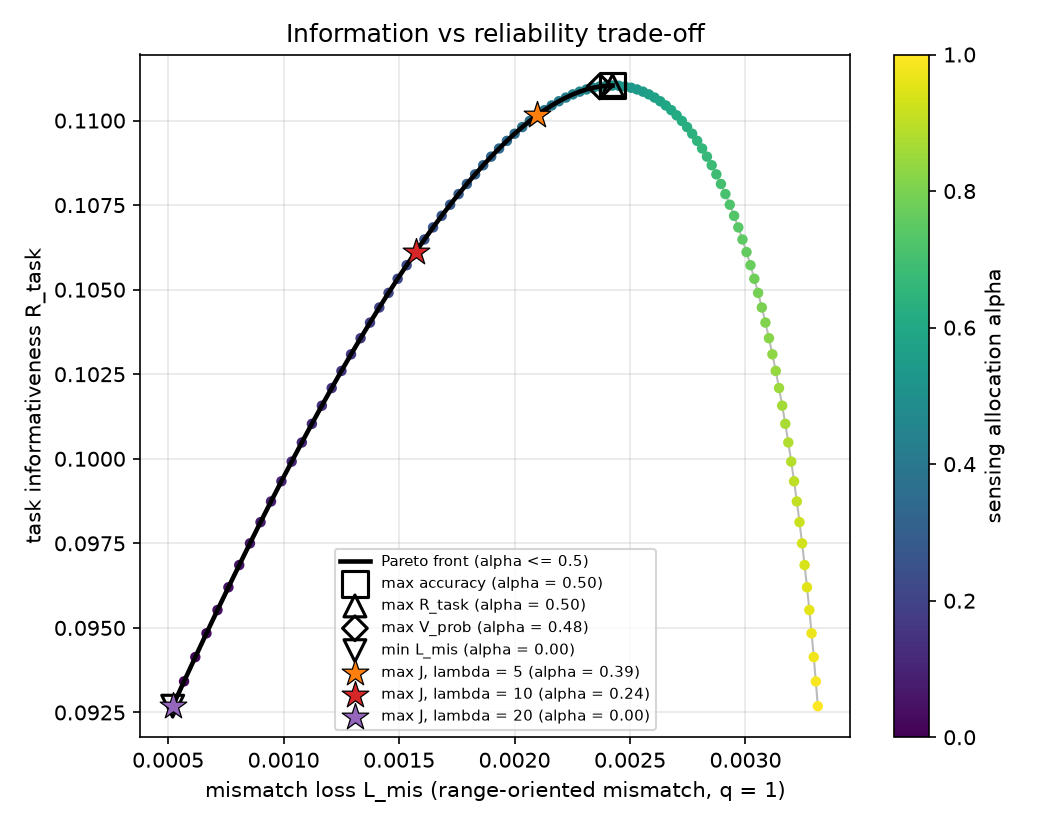 Information vs reliability trade-off
0.1100
0.1075
0.1050
0.1025
0.1000
0.0975
0.0950
0.0925
task informativeness R_task
0.0005 0.0010 0.0015 0.0020 0.0025 0.0030
mismatch loss L_mis (range-oriented mismatch, q = 1)
Pareto front (alpha <= 0.5)
max accuracy (alpha = 0.50)
max R_task (alpha = 0.50)
max V_prob (alpha = 0.48)
min L_mis (alpha = 0.00)
max J, lambda = 5 (alpha = 0.39)
max J, lambda = 10 (alpha = 0.24)
max J, lambda = 20 (alpha = 0.00)
1.0
0.8
0.6
0.4
0.2
0.0
sensing allocation alpha